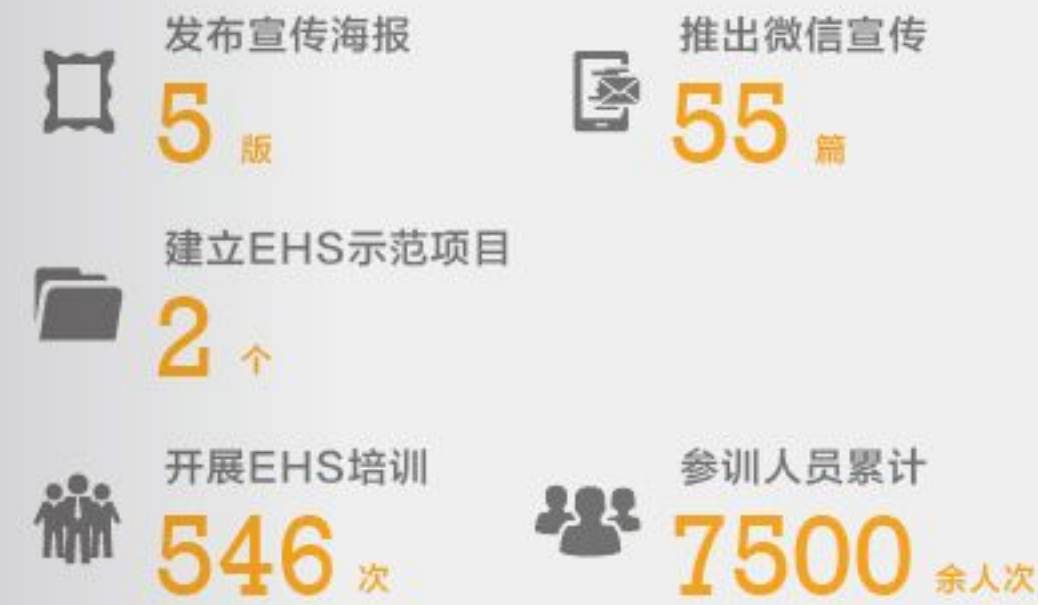 发布宣传海报
5 版
推出微信宣传
55 篇
建立EHS示范项目
2 个
开展EHS培训
546 次
参训人员累计
7500 余人次